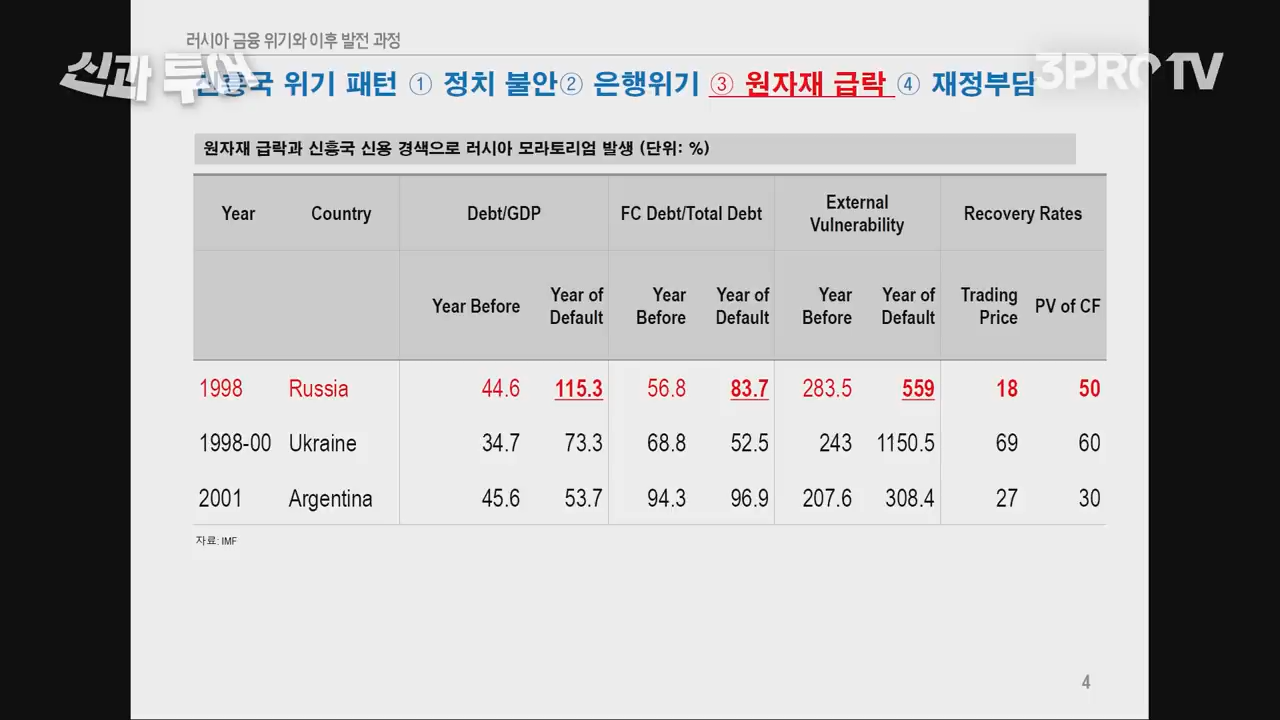 러시아 금융 위기와 이후 발전 과정
신과 투어
3PRO TV
신흥국 위기 패턴 ① 정치 불안② 은행위기 ③ 원자재 급락 ④ 재정부담
원자재 급락과 신흥국 신용 경색으로 러시아 모라토리엄 발생 (단위: %)
Year Country Debt/GDP FC Debt/Total Debt External Vulnerability Recovery Rates
Year Before Year of Default Year Before Year of Default Year Before Year of Default Trading Price PV of CF
1998 Russia 44.6 115.3 56.8 83.7 283.5 559 18 50
1998-00 Ukraine 34.7 73.3 68.8 52.5 243 1150.5 69 60
2001 Argentina 45.6 53.7 94.3 96.9 207.6 308.4 27 30
자료: IMF
4